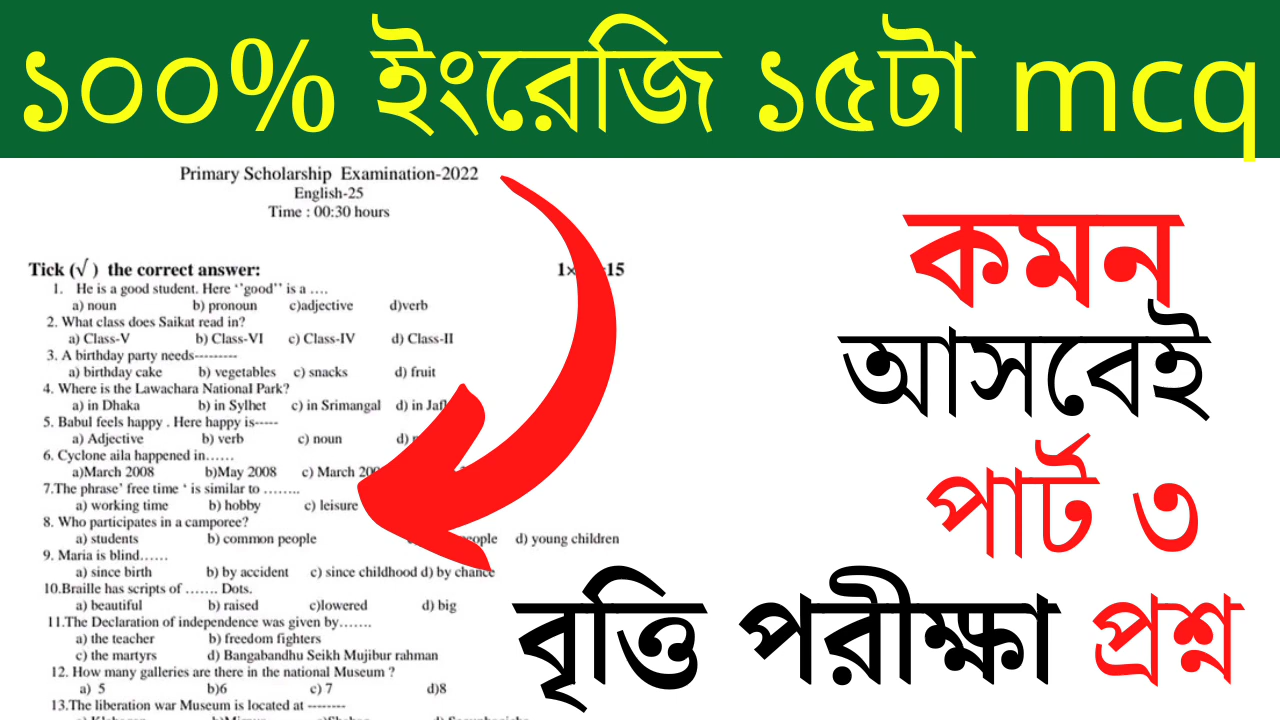 ১০০% ইংরেজি ১৫টা mcq
Primary Scholarship Examination-2022
English-25
Time : 00:30 hours
Tick (√ ) the correct answer:
15
1. He is a good student. Here ‘’good’’ is a ….
a) noun b) pronoun c)adjective d)verb
2. What class does Saikat read in?
a) Class-V b) Class-VI c) Class-IV d) Class-II
3. A birthday party needs---------
a) birthday cake b) vegetables c) snacks d) fruit
4. Where is the Lawachara National Park?
a) in Dhaka b) in Sylhet c) in Srimangal d) in
5. Babul feels happy . Here happy is-----
a) Adjective b) verb c) noun d)
6. Cyclone aila happened in……
a)March 2008 b)May 2008 c) March
7.The phrase’ free time ‘ is similar to ……..
a) working time b) hobby c) leisure
8. Who participates in a camporee?
a) students b) common people d) young children
9. Maria is blind……
a) since birth b) by accident c) since childhood d) by chance
10.Braille has scripts of ……. Dots.
a) beautiful b) raised c)lowered d) big
11.The Declaration of independence was given by…….
a) the teacher b) freedom fighters
c) the martyrs d) Bangabandhu Seikh Mujibur rahman
12. How many galleries are there in the national Museum ?
a) 5 b)6 c) 7 d)8
13.The liberation war Museum is located at --------
কমন
আসবেই
পার্ট ৩
বৃত্তি পরীক্ষা প্রশ্ন